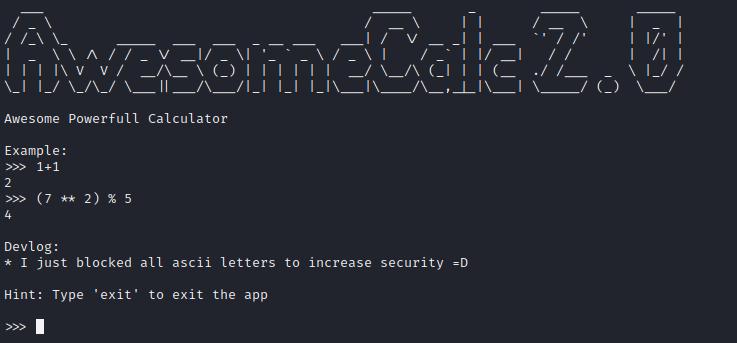 AwesomeCalc 2.0
Awesome Powerfull Calculator
Example:
>>> 1+1
2
>>> (7 ** 2) % 5
4
Devlog:
* I just blocked all ascii letters to increase security =D
Hint: Type 'exit' to exit the app
>>>